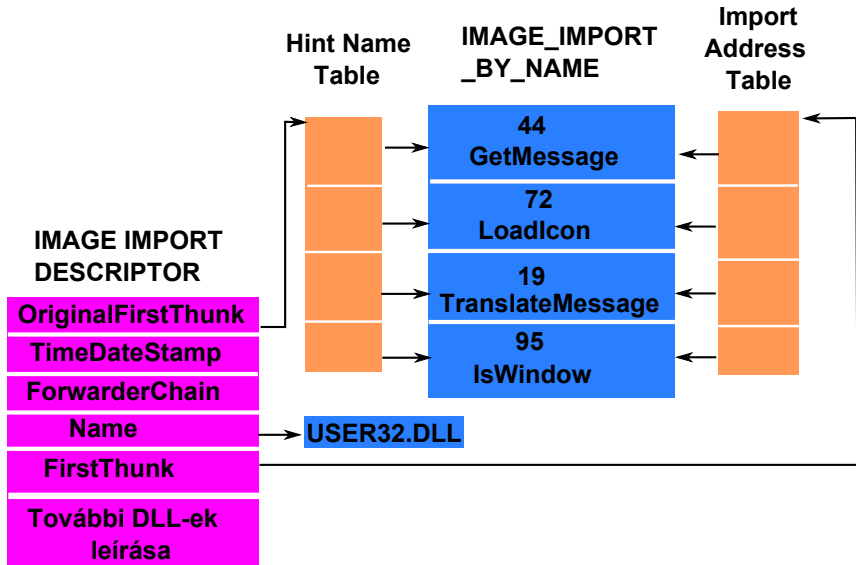 Hint Name
Table
IMAGE_IMPORT
_BY_NAME
Import
Address
Table
44
GetMessage
72
LoadIcon
19
TranslateMessage
95
IsWindow
IMAGE IMPORT
DESCRIPTOR
OriginalFirstThunk
TimeDateStamp
ForwarderChain
Name
USER32.DLL
FirstThunk
További DLL-ek
leírása